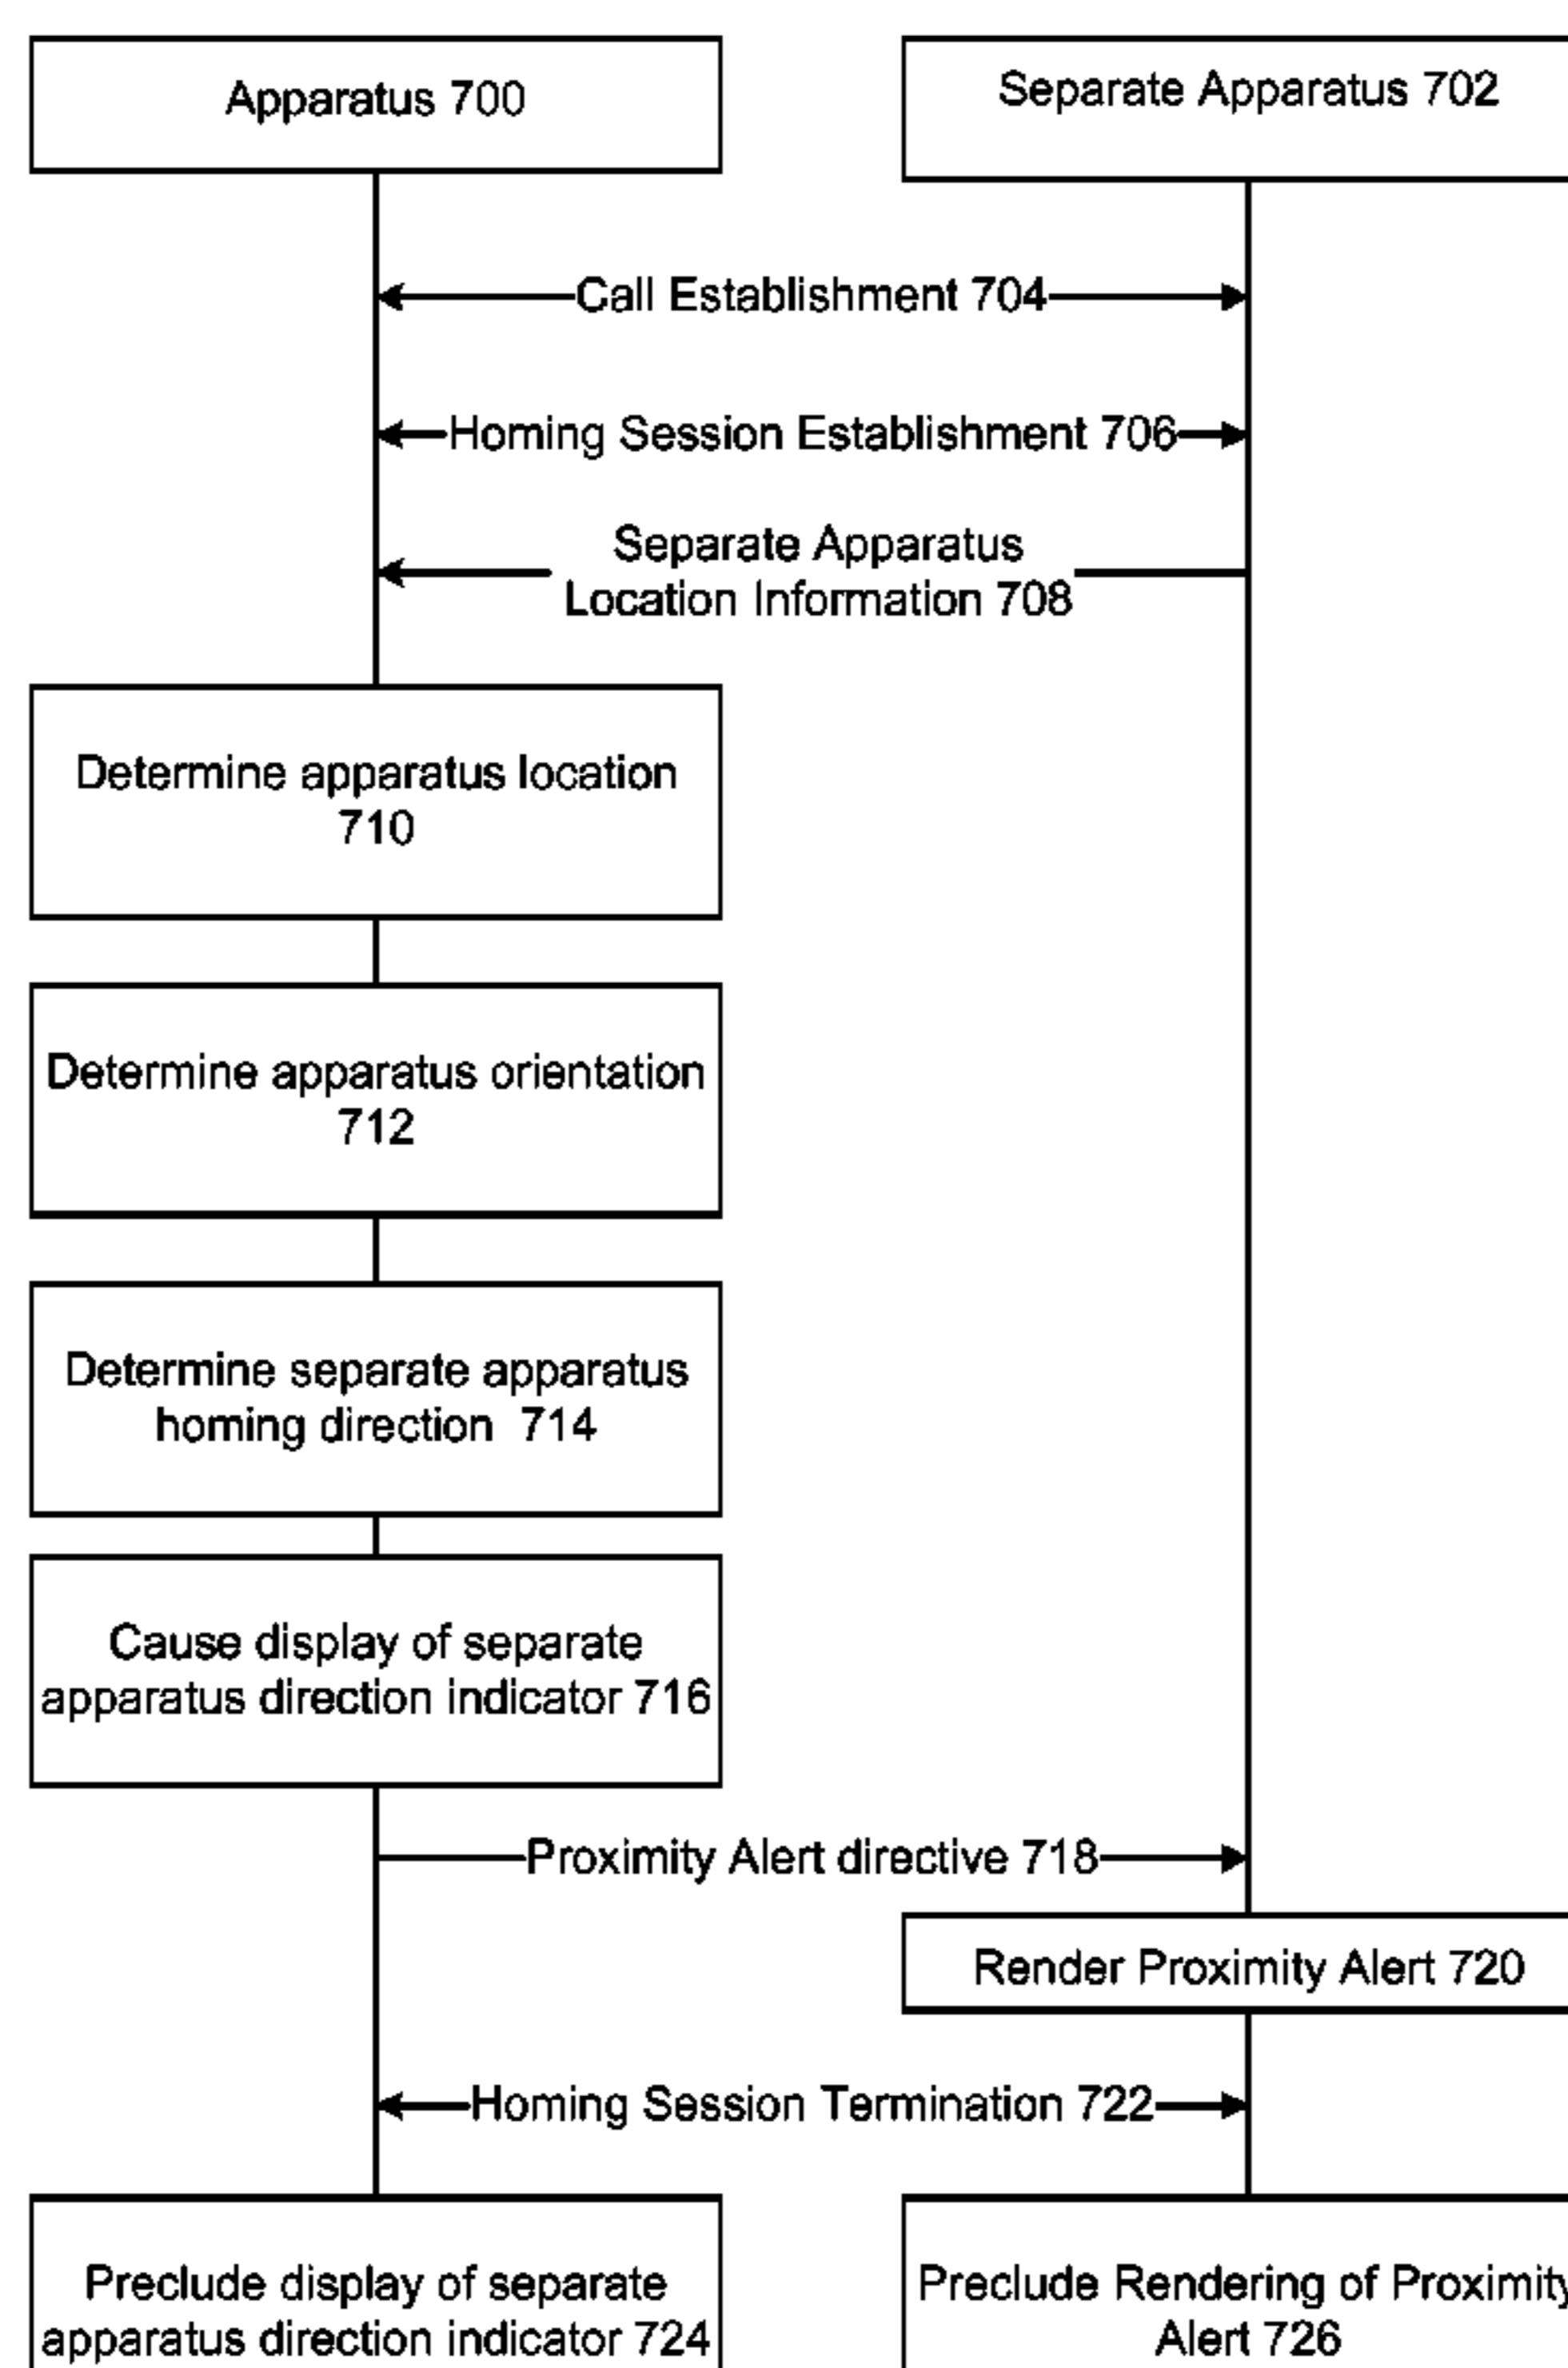 Apparatus 700
Separate Apparatus 702
Call Establishment 704
Homing Session Establishment 706
Separate Apparatus
Location Information 708
Determine apparatus location
710
Determine apparatus orientation
712
Determine separate apparatus
homing direction 714
Cause display of separate
apparatus direction indicator 716
Proximity Alert directive 718
Render Proximity Alert 720
Homing Session Termination 722
Preclude display of separate
apparatus direction indicator 724
Preclude Rendering of Proximity
Alert 726